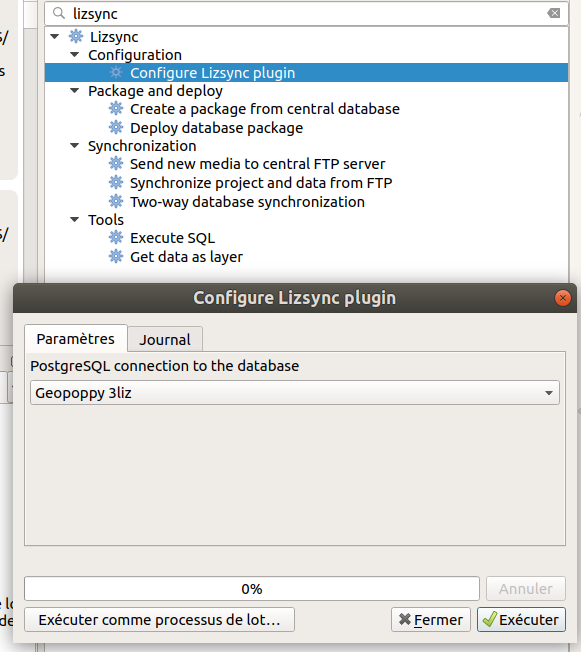 lizsync
Lizsync
Configuration
Configure Lizsync plugin
Package and deploy
Create a package from central database
Deploy database package
Synchronization
Send new media to central FTP server
Synchronize project and data from FTP
Two-way database synchronization
Tools
Execute SQL
Get data as layer
Configure Lizsync plugin
Paramètres Journal
PostgreSQL connection to the database
Geopoppy 3liz
0% Annuler
Exécuter comme processus de lot… Fermer Exécuter